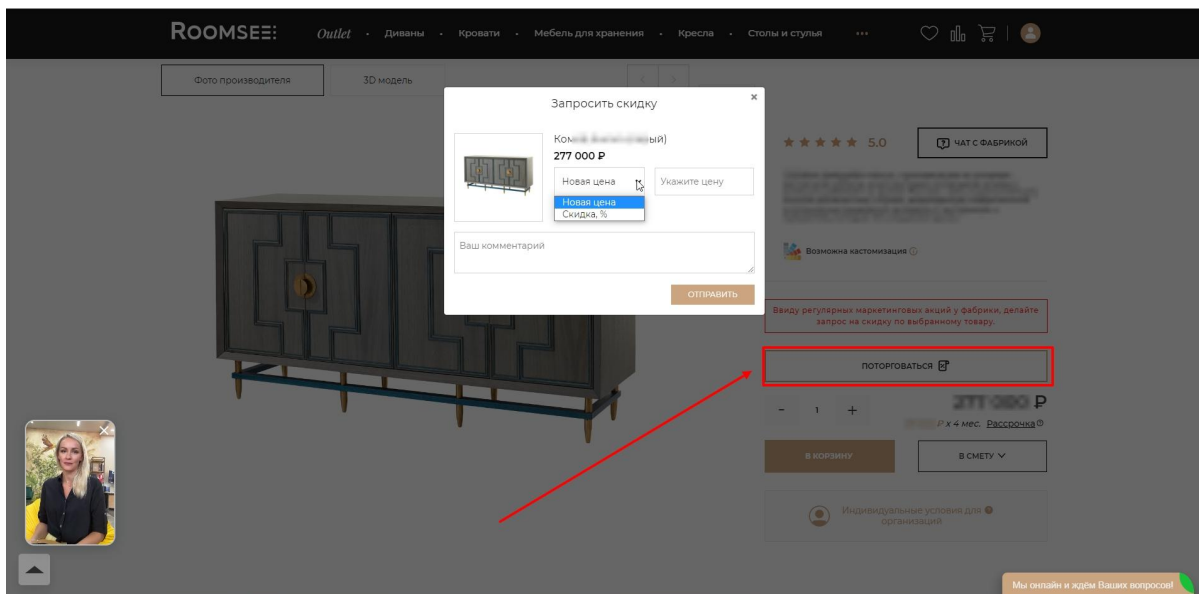 ROOMSEE:
Outlet · Диваны · Кровати · Мебель для хранения · Кресла · Столы и стулья ...
Фото производителя
3D модель
Запросить скидку
×
277 000 ₽
Новая цена
Укажите цену
Новая цена
Скидка, %
Ваш комментарий
ОТПРАВИТЬ
5.0
ЧАТ С ФАБРИКОЙ
Возможна кастомизация
Ввиду регулярных маркетинговых акций у фабрики, делайте
запрос на скидку по выбранному товару.
ПОТОРГОВАТЬСЯ
- 1 +
₽
₽ x 4 мес. Рассрочка
В КОРЗИНУ
В СМЕТУ
Индивидуальные условия для
организаций
Мы онлайн и ждём Ваших вопросов!